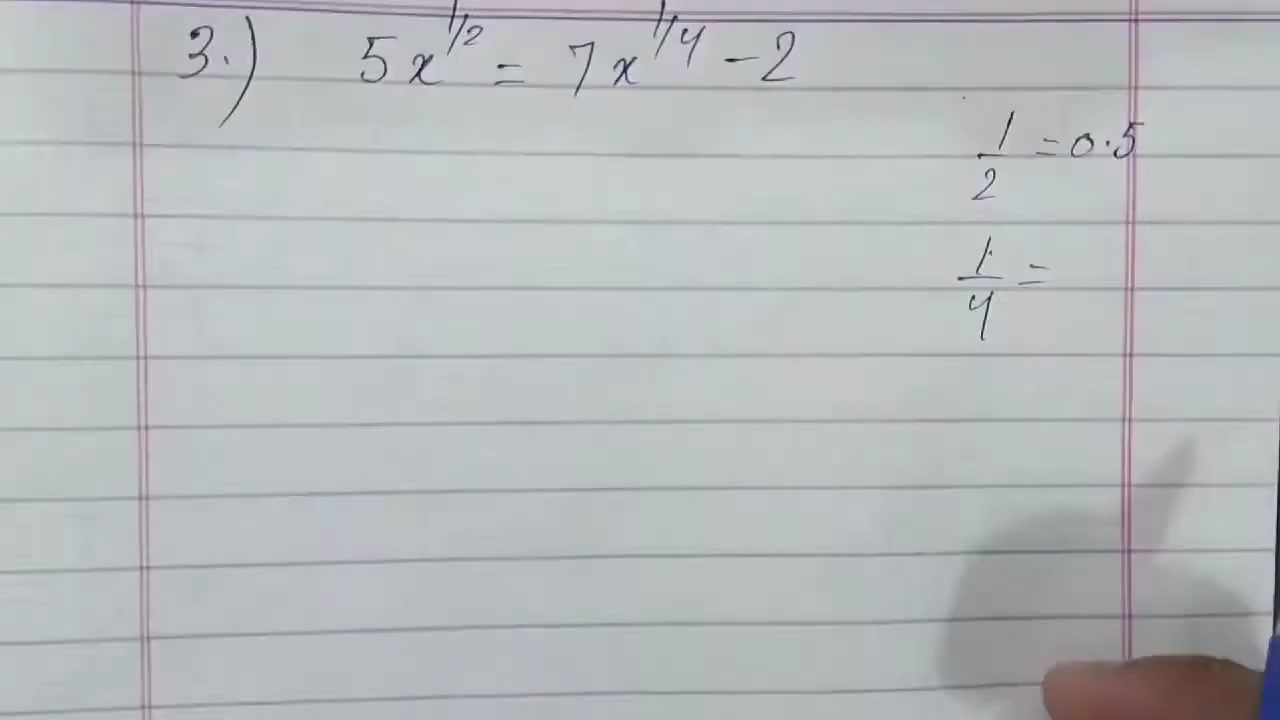 3.) 5x^1/2 = 7x^1/4 - 2
1/2 = 0.5
1/4 =